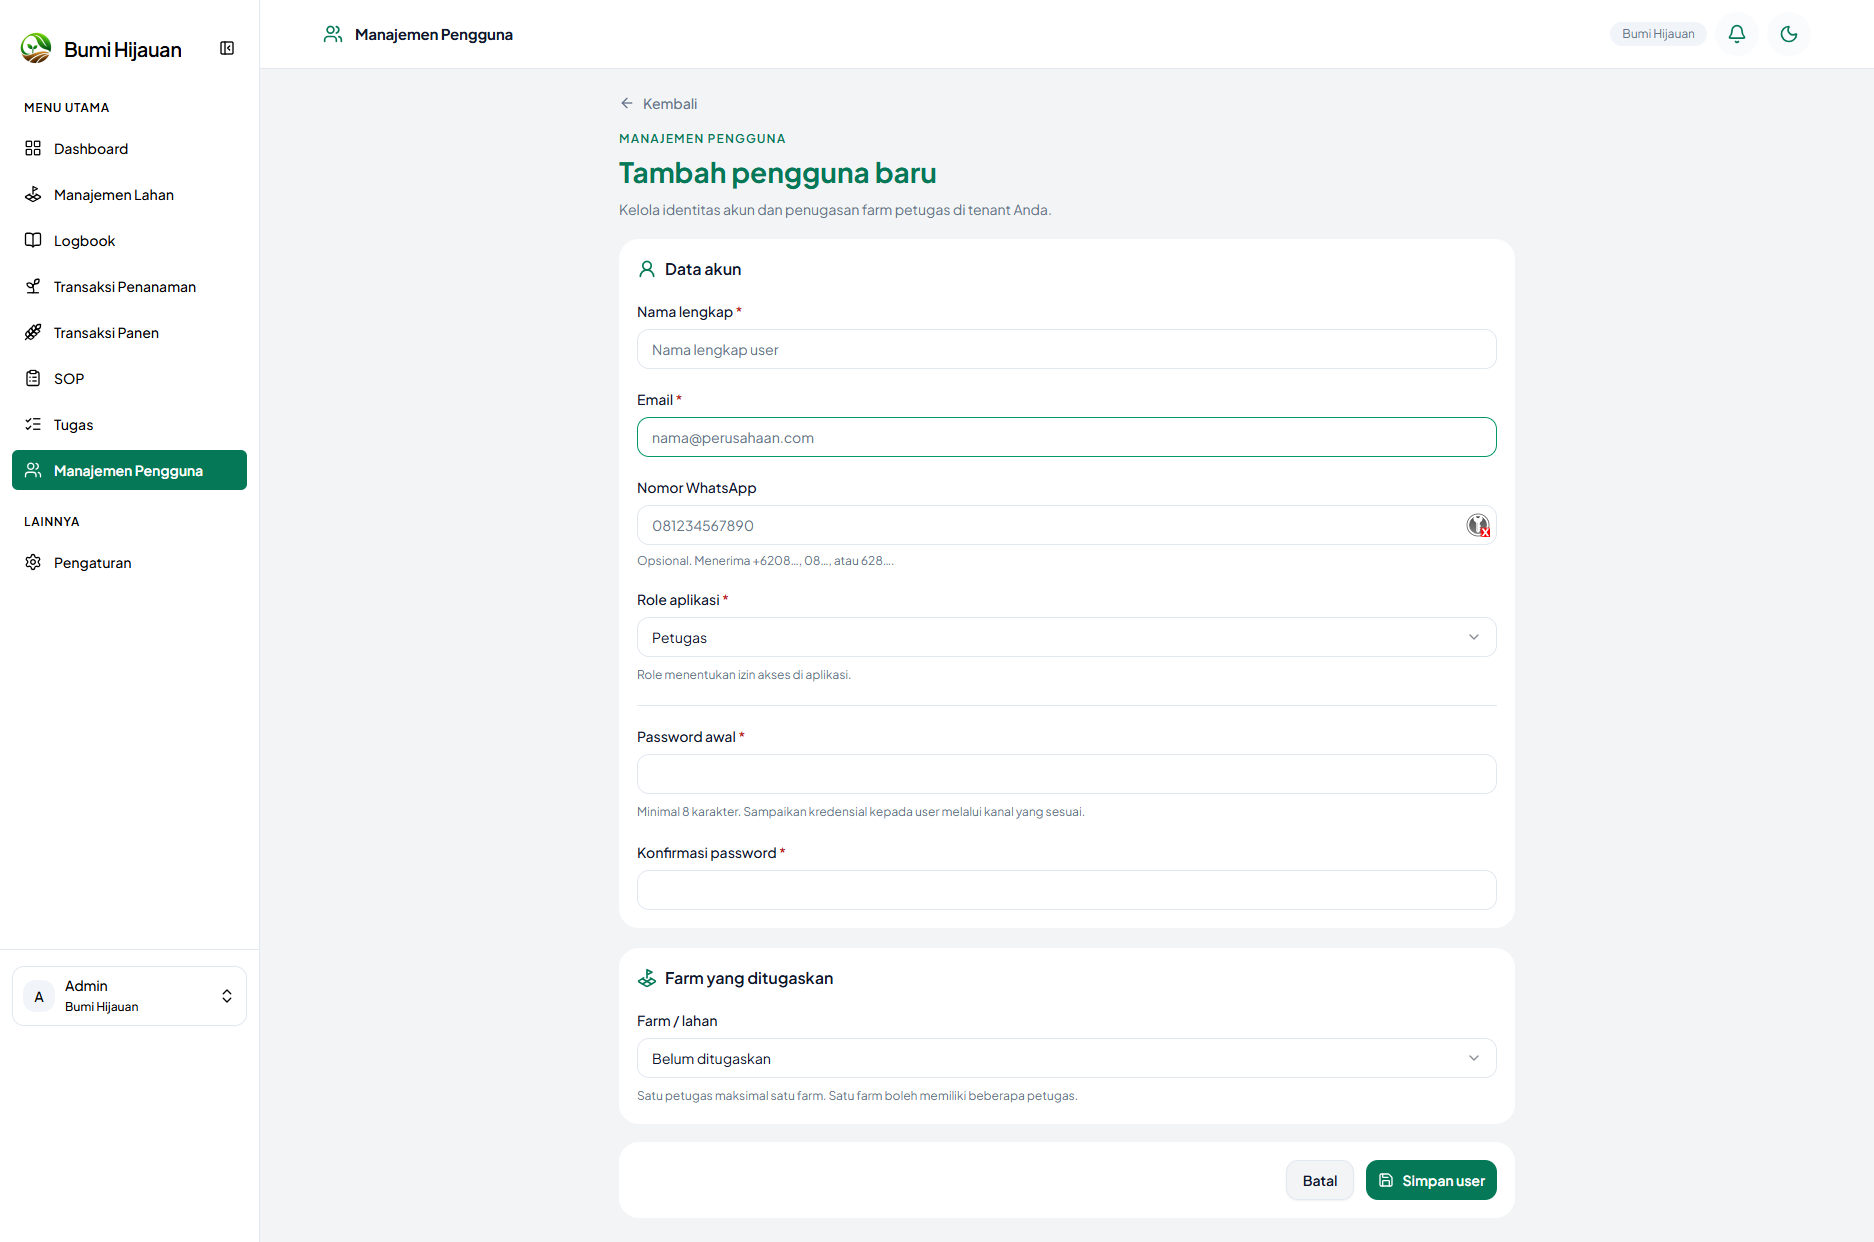 Bumi Hijauan
MENU UTAMA
Dashboard
Manajemen Lahan
Logbook
Transaksi Penanaman
Transaksi Panen
SOP
Tugas
Manajemen Pengguna
LAINNYA
Pengaturan
A
Admin
Bumi Hijauan
Manajemen Pengguna
Bumi Hijauan
Kembali
MANAJEMEN PENGGUNA
Tambah pengguna baru
Kelola identitas akun dan penugasan farm petugas di tenant Anda.
Data akun
Nama lengkap *
Nama lengkap user
Email *
nama@perusahaan.com
Nomor WhatsApp
081234567890
Opsional. Menerima +6208…, 08…, atau 628….
Role aplikasi *
Petugas
Role menentukan izin akses di aplikasi.
Password awal *
Minimal 8 karakter. Sampaikan kredensial kepada user melalui kanal yang sesuai.
Konfirmasi password *
Farm yang ditugaskan
Farm / lahan
Belum ditugaskan
Satu petugas maksimal satu farm. Satu farm boleh memiliki beberapa petugas.
Batal
Simpan user